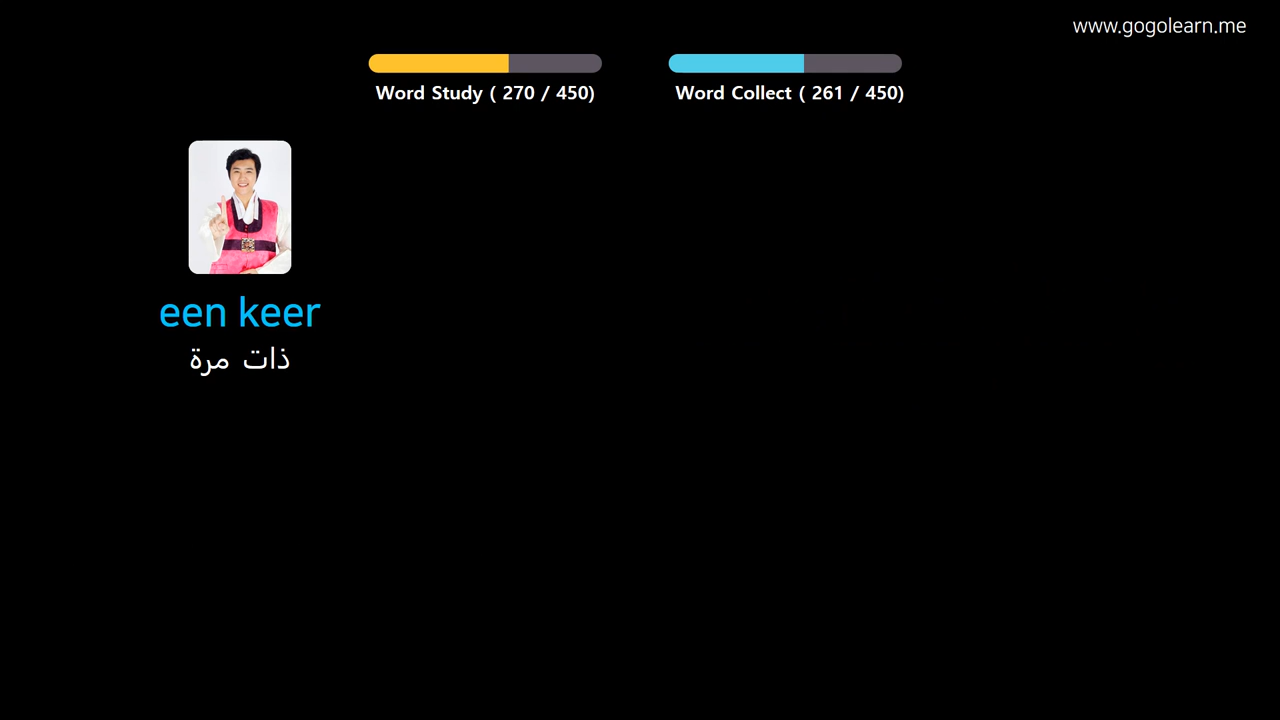 www.gogolearn.me
Word Study ( 270 / 450)
Word Collect ( 261 / 450)
een keer
ذات مرة